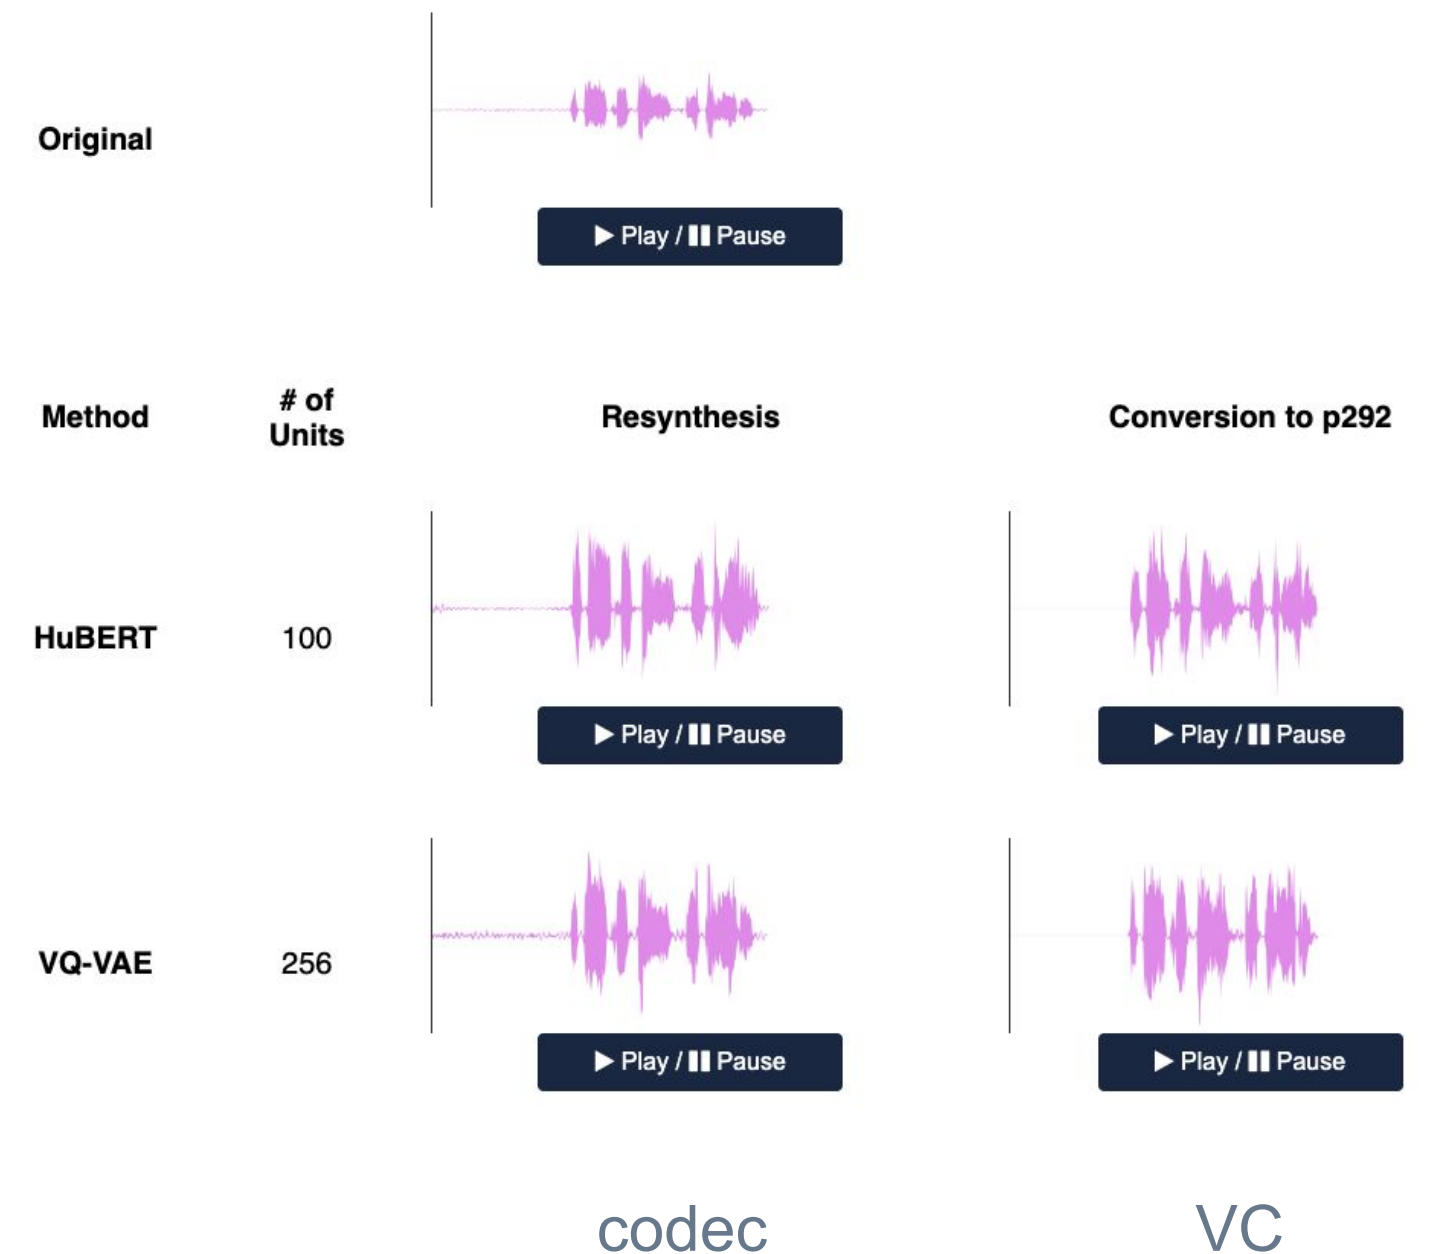 Original
▶ Play / ▮▮ Pause
Method
# of
Units
Resynthesis
Conversion to p292
HuBERT
100
▶ Play / ▮▮ Pause
▶ Play / ▮▮ Pause
VQ-VAE
256
▶ Play / ▮▮ Pause
▶ Play / ▮▮ Pause
codec
VC